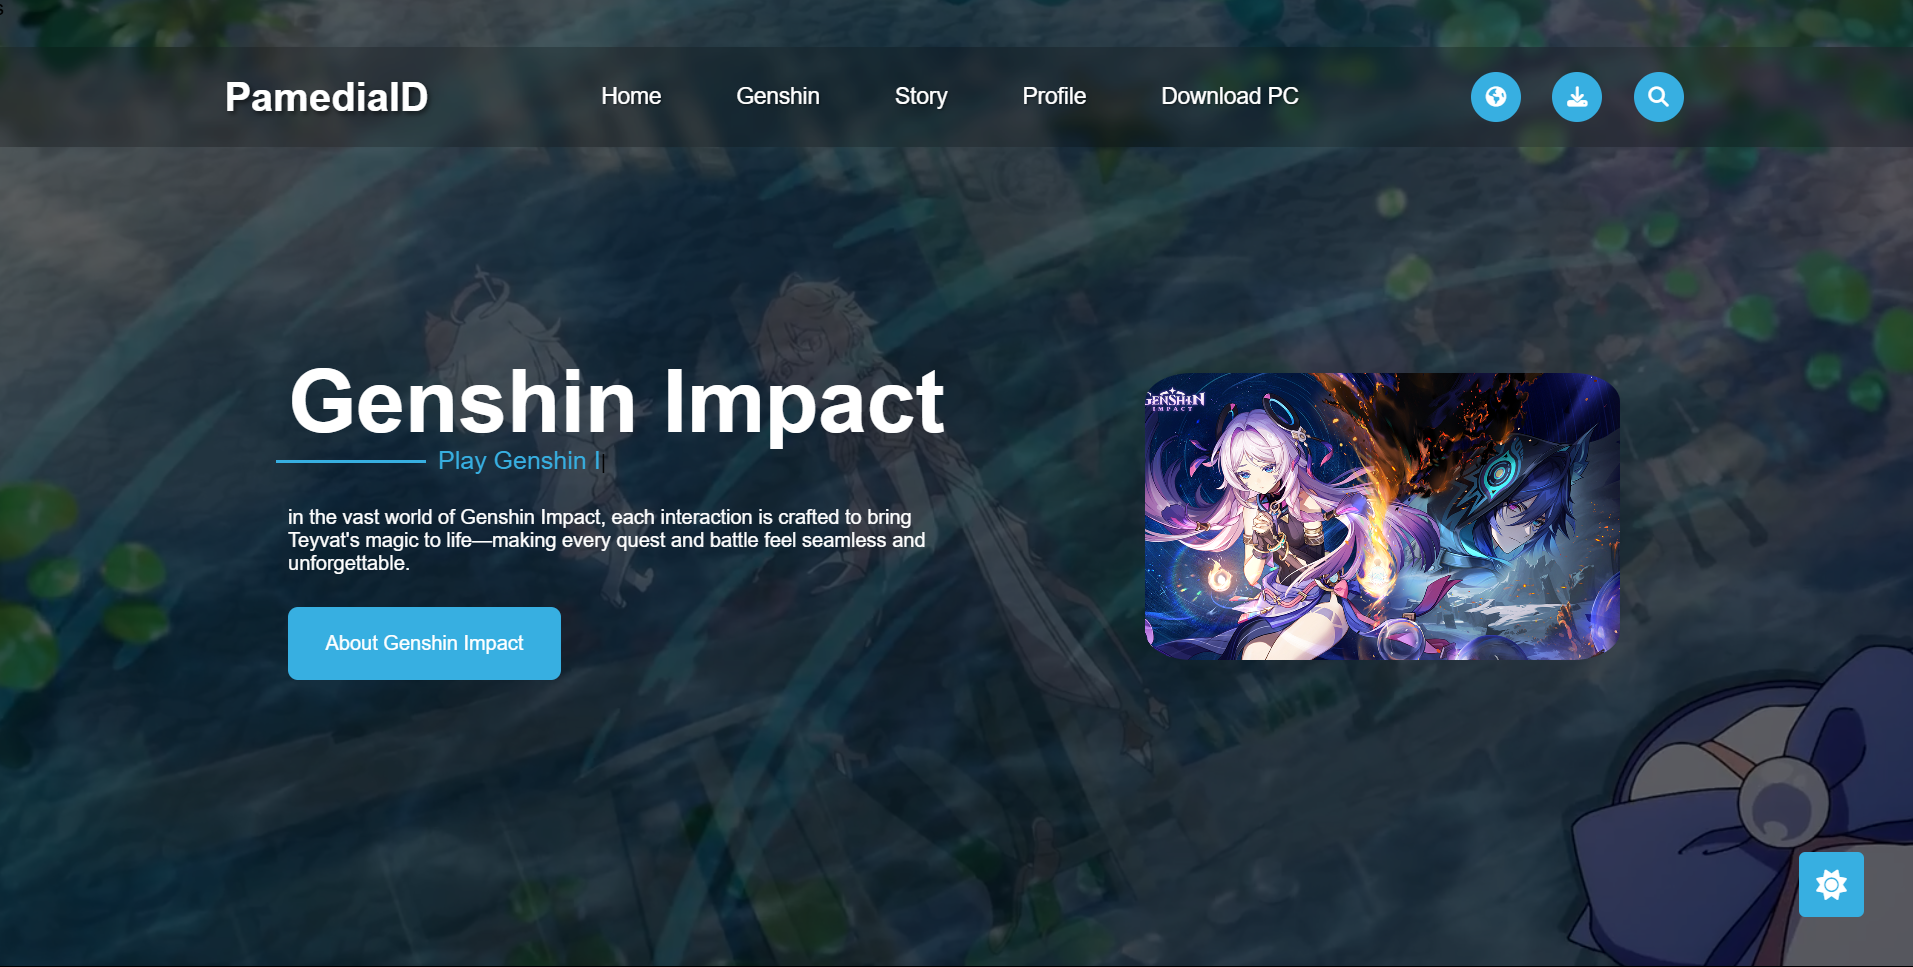 s
PamediaID
Home
Genshin
Story
Profile
Download PC
Genshin Impact
Play Genshin I
in the vast world of Genshin Impact, each interaction is crafted to bring
Teyvat's magic to life—making every quest and battle feel seamless and
unforgettable.
About Genshin Impact
GENSHIN
IMPACT